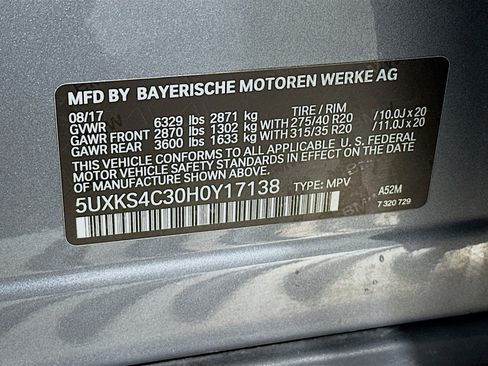 MFD BY BAYERISCHE MOTOREN WERKE AG
08/17 TIRE / RIM
GVWR 6329 lbs 2871 kg
GAWR FRONT 2870 lbs 1302 kg WITH 275/40 R20 /10.0J x 20
GAWR REAR 3600 lbs 1633 kg WITH 315/35 R20 /11.0J x 20
THIS VEHICLE CONFORMS TO ALL APPLICABLE U. S. FEDERAL
MOTOR VEHICLE SAFETY STANDARDS IN EFFECT ON THE DATE
OF MANUFACTURE SHOWN ABOVE.
5UXKS4C30H0Y17138 TYPE: MPV A52M
7 320 729